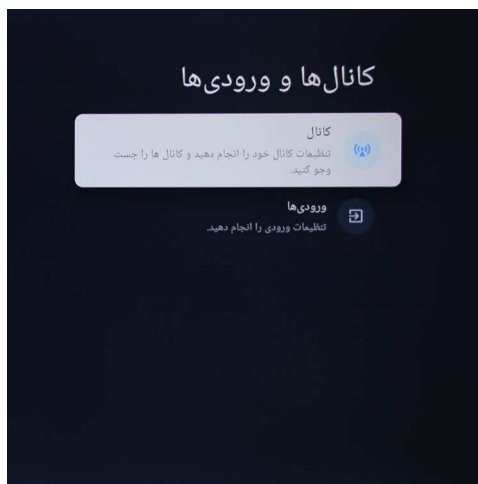 کانال‌ها و ورودی‌ها
کانال
تنظیمات کانال خود را انجام دهید و کانال ها را جست
وجو کنید.
ورودی‌ها
تنظیمات ورودی را انجام دهید.